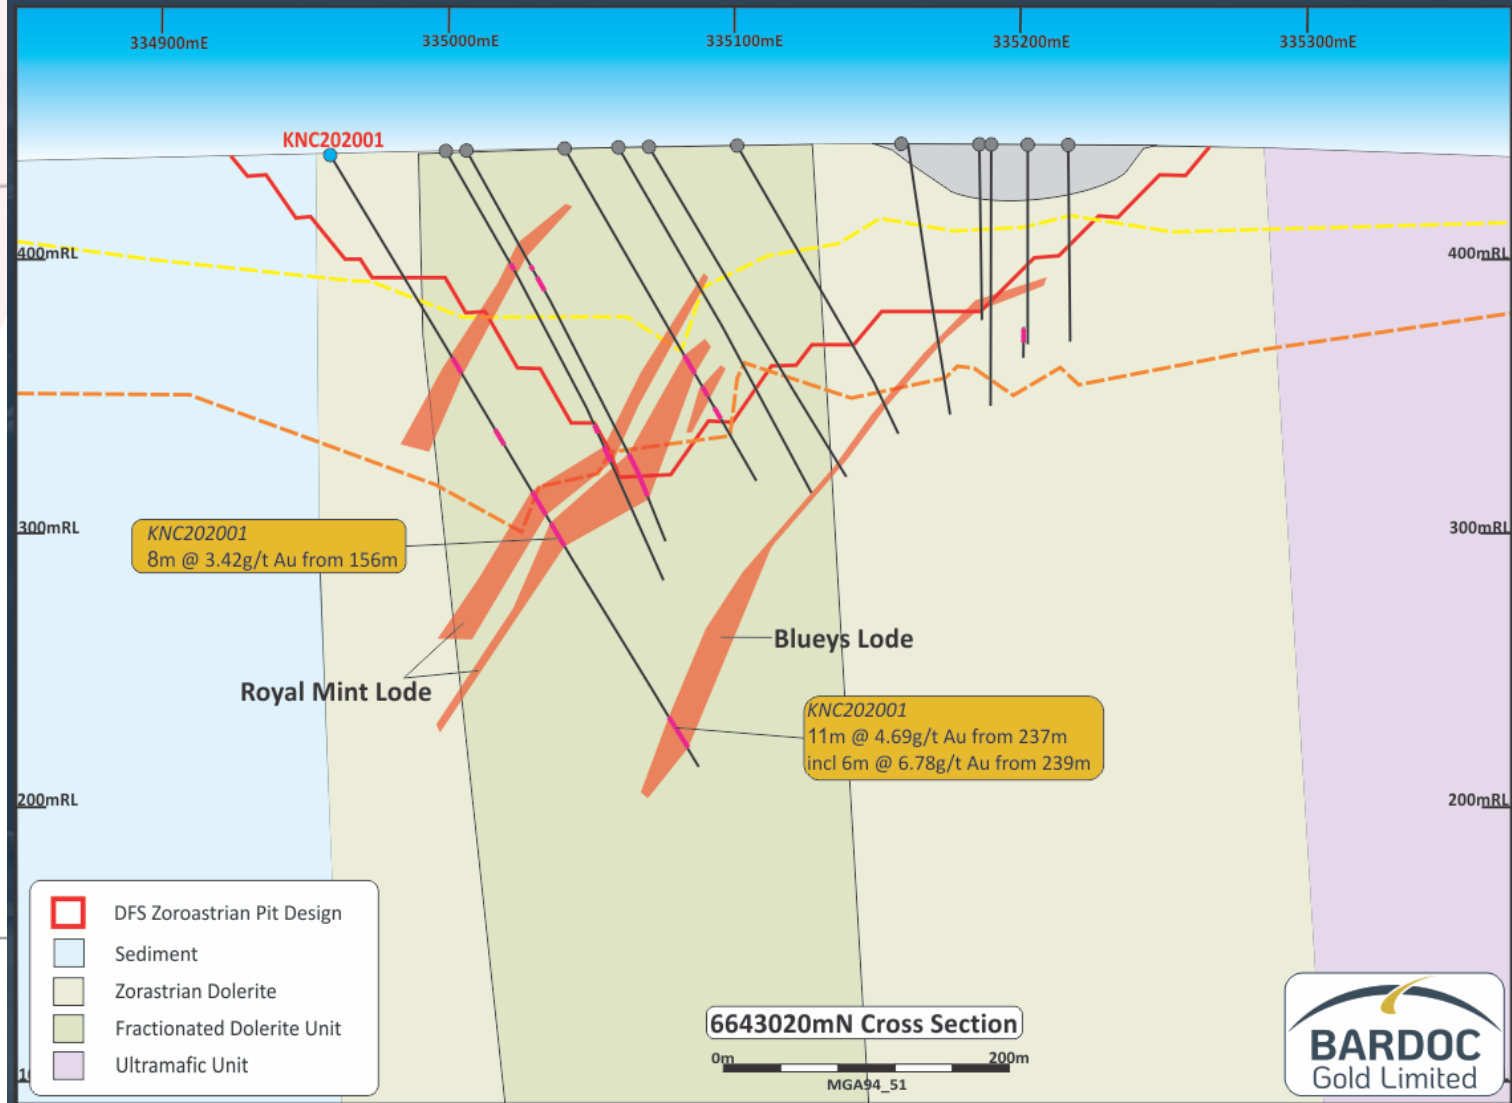 334900mE
335000mE
335100mE
335200mE
335300mE
KNC202001
400mRL
400mRL
300mRL
300mRL
KNC202001
8m @ 3.42g/t Au from 156m
Blueys Lode
Royal Mint Lode
KNC202001
11m @ 4.69g/t Au from 237m
incl 6m @ 6.78g/t Au from 239m
200mRL
200mRL
DFS Zoroastrian Pit Design
Sediment
Zorastrian Dolerite
Fractionated Dolerite Unit
Ultramafic Unit
6643020mN Cross Section
0m
200m
MGA94_51
BARDOC
Gold Limited